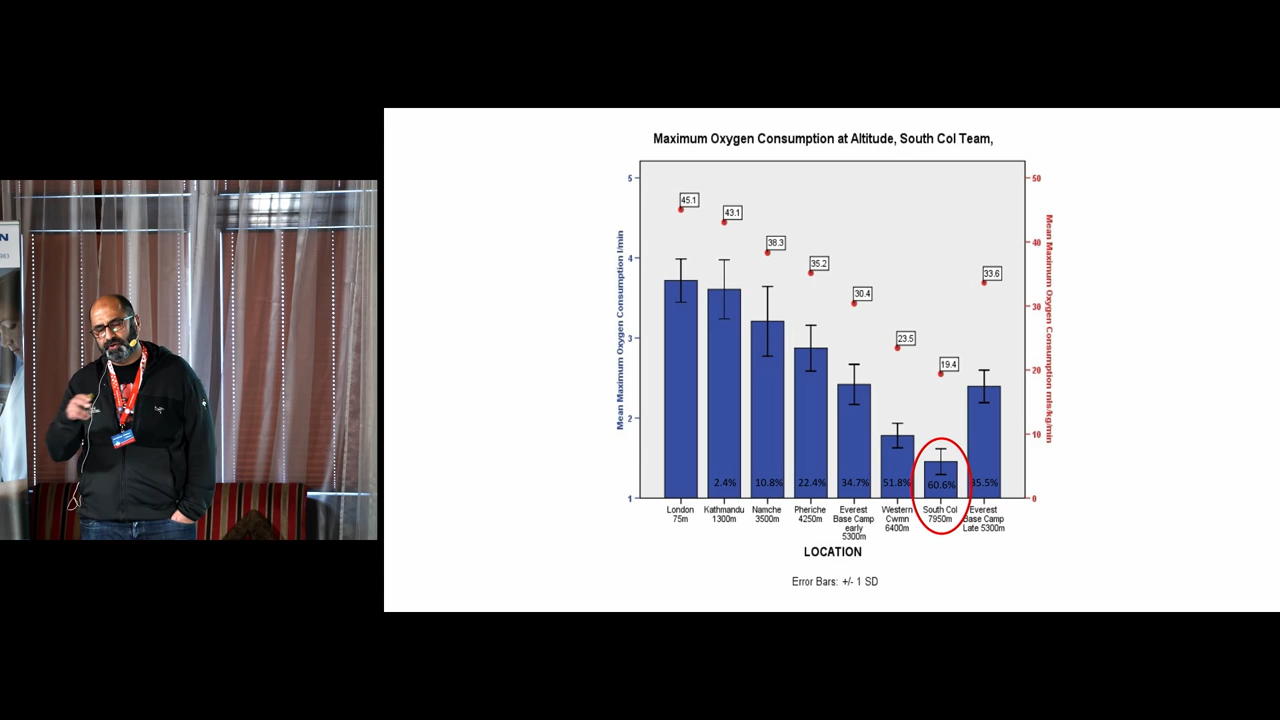 N
Maximum Oxygen Consumption at Altitude, South Col Team,
Mean Maximum Oxygen Consumption l/min
5
4
3
2
1
45.1
43.1
38.3
35.2
30.4
23.5
19.4
33.6
2.4%
10.8%
22.4%
34.7%
51.8%
60.6%
35.5%
50
40
30
20
10
0
Mean Maximum Oxygen Consumption mls/kg/min
London
75m
Kathmandu
1300m
Namche
3500m
Pheriche
4250m
Everest
Base Camp
early
5300m
Western
Cwmn
6400m
South Col
7950m
Everest
Base Camp
Late 5300m
LOCATION
Error Bars: +/- 1 SD